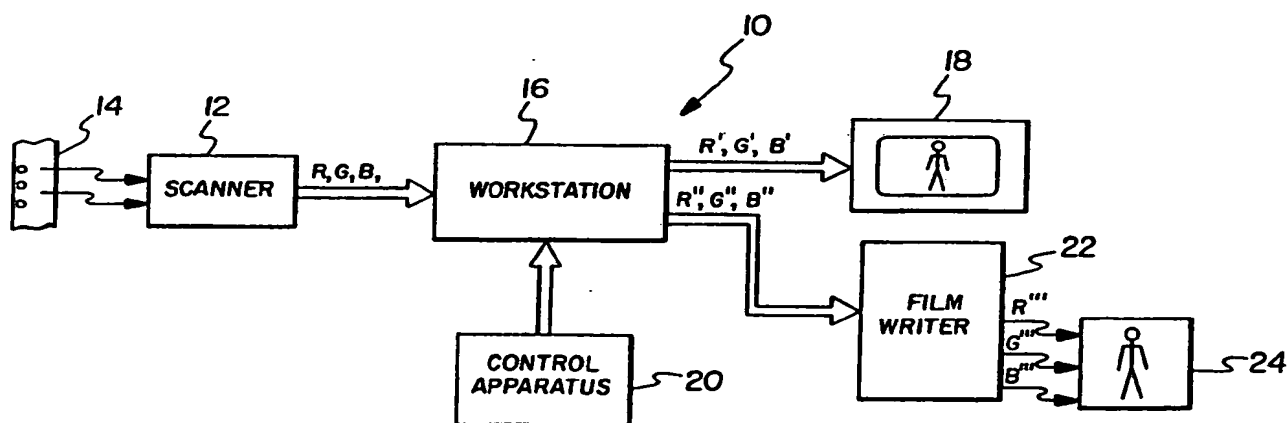 10
18
16
12
14
R', G', B'
R, G, B,
SCANNER
WORKSTATION
R'', G'', B''
22
FILM
WRITER
R'''
G'''
B'''
24
CONTROL
APPARATUS
20